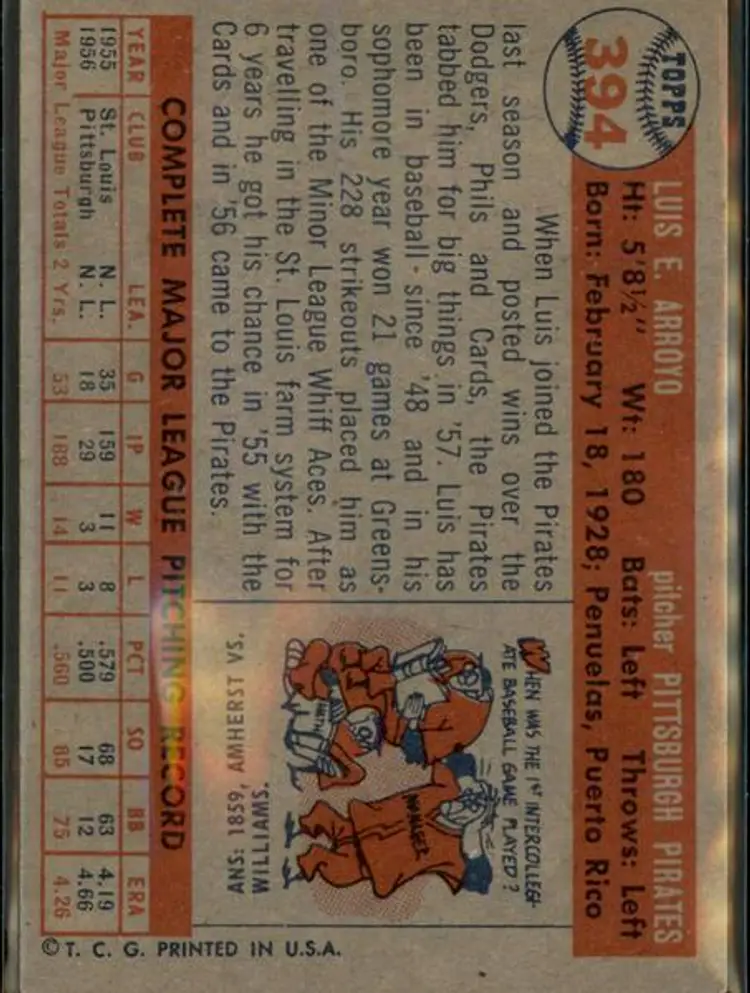 TOPPS
394
LUIS E. ARROYO pitcher PITTSBURGH PIRATES
Ht: 5'8½" Wt: 180 Bats: Left Throws: Left
Born: February 18, 1928; Penuelas, Puerto Rico
When Luis joined the Pirates
last season and posted wins over the
Dodgers, Phils and Cards, the Pirates
tabbed him for big things in '57. Luis has
been in baseball since '48 and in his
sophomore year won 21 games at Greens-
boro. His 228 strikeouts placed him as
one of the Minor League Whiff Aces. After
travelling in the St. Louis farm system for
6 years he got his chance in '55 with the
Cards and in '56 came to the Pirates.
WHEN WAS THE 1ST INTERCOLLEGI-
ATE BASEBALL GAME PLAYED?
MANAGER
MATH
ANS: 1859, AMHERST VS.
WILLIAMS.
COMPLETE MAJOR LEAGUE PITCHING RECORD
YEAR CLUB LEA. G IP W L PCT SO BB ERA
1955 St. Louis N. L. 35 159 11 8 .579 68 63 4.19
1956 Pittsburgh N. L. 18 29 3 3 .500 17 12 4.66
Major League Totals 2 Yrs. 53 188 14 11 .560 85 75 4.26
© T. C. G. PRINTED IN U.S.A.